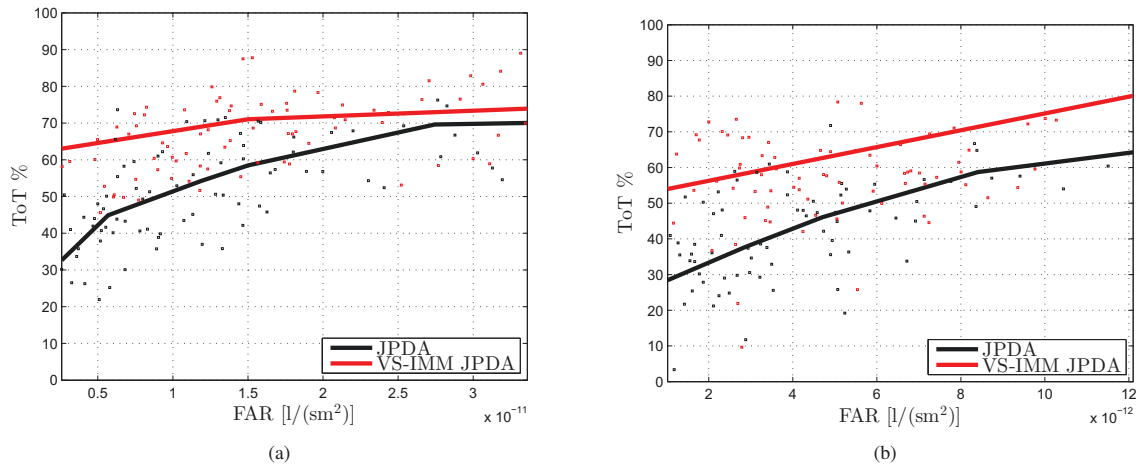 100
90
80
70
60
50
40
30
20
10
0
ToT %
0.5
1
1.5
2
2.5
3
FAR [l/(sm²)]
x 10⁻¹¹
JPDA
VS-IMM JPDA
(a)
100
90
80
70
60
50
40
30
20
10
0
ToT %
2
4
6
8
10
12
FAR [l/(sm²)]
x 10⁻¹²
JPDA
VS-IMM JPDA
(b)